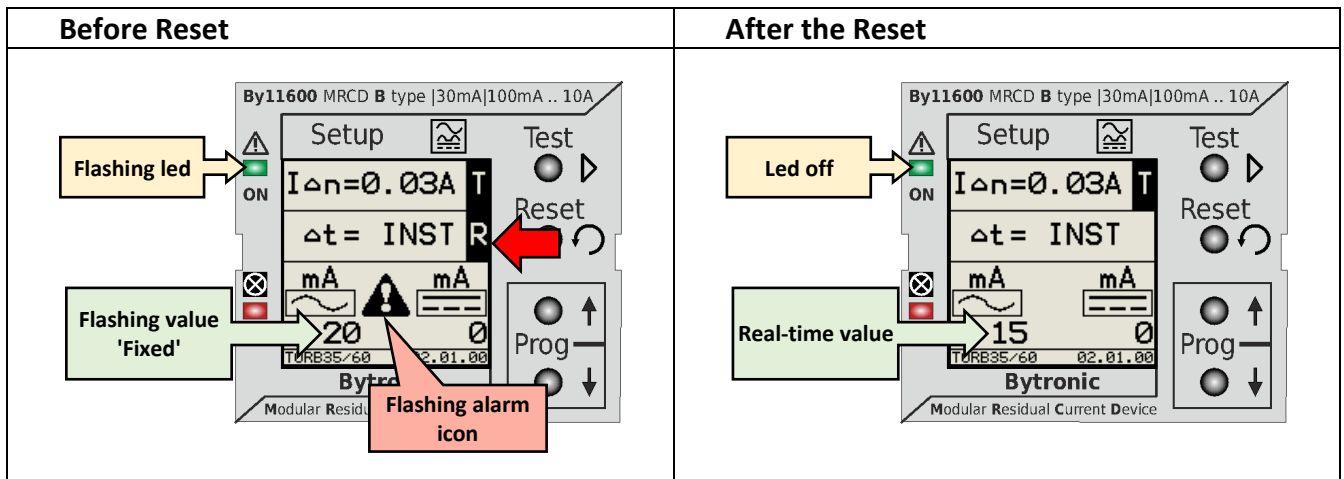 Before Reset
By11600 MRCD B type |30mA|100mA .. 10A
Setup
Test
Flashing led
ON
I△n=0.03A T
Reset
△t= INST R
mA mA
Flashing value
'Fixed'
20 0
Prog
TORB35/60 02.01.00
Flashing alarm
icon
Modular
After the Reset
By11600 MRCD B type |30mA|100mA .. 10A
Setup
Test
Led off
ON
I△n=0.03A T
Reset
△t= INST
mA mA
Real-time value
15 0
Prog
TORB35/60 02.01.00
Bytronic
Modular Residual Current Device